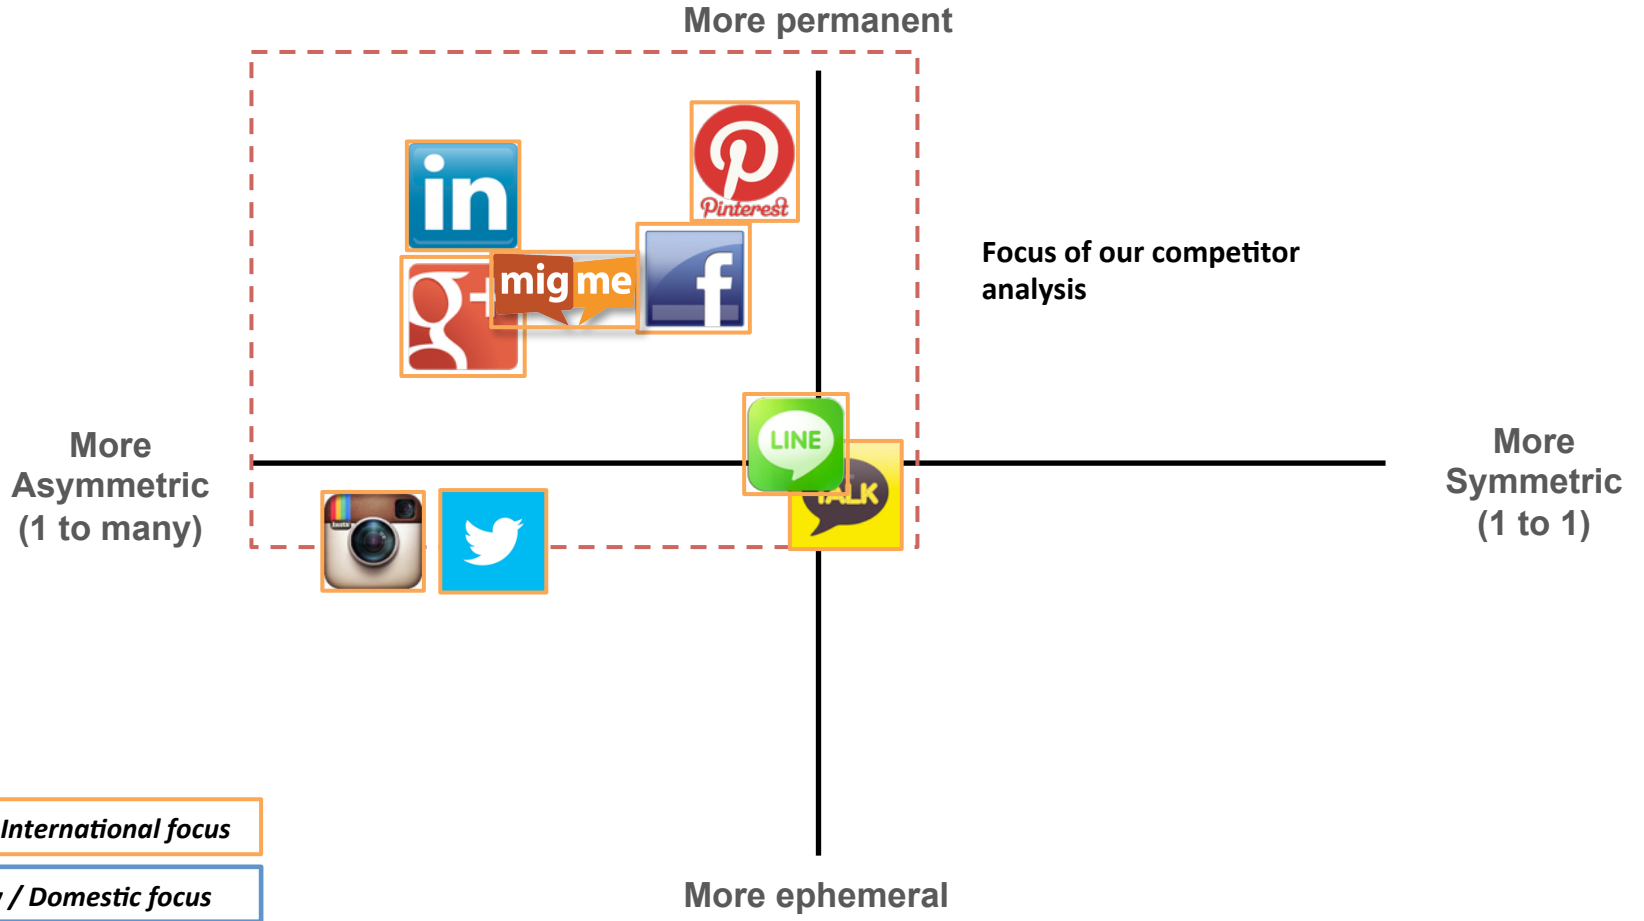 More permanent
in
Pinterest
g+
mig me
f
Focus of our competitor
analysis
LINE
TALK
More
Asymmetric
(1 to many)
More
Symmetric
(1 to 1)
Insta
International focus
/ Domestic focus
More ephemeral